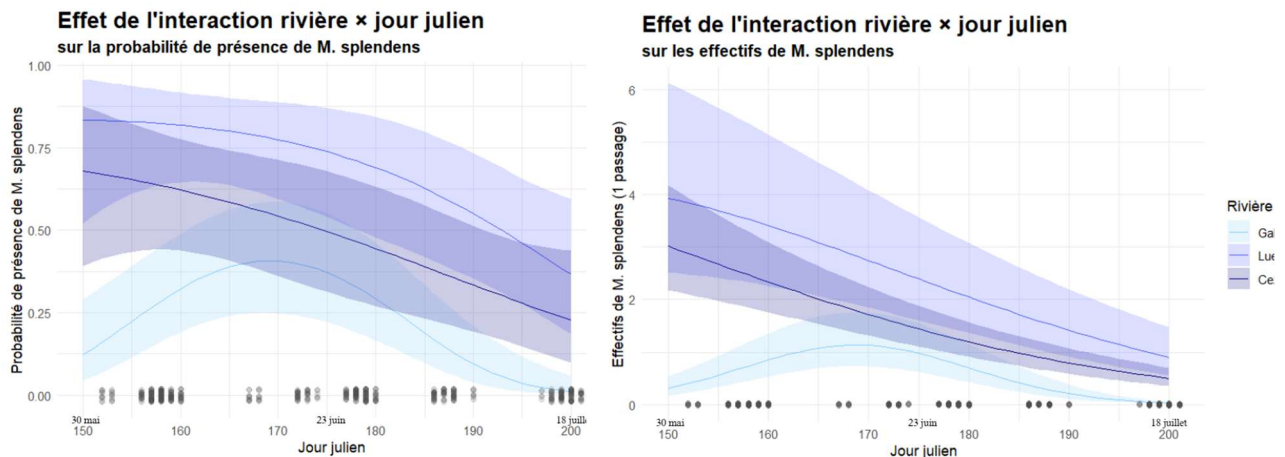 Effet de l'interaction rivière × jour julien
sur la probabilité de présence de M. splendens
Probabilité de présence de M. splendens
1.00
0.75
0.50
0.25
0.00
30 mai
23 juin
18 juille
150
160
170
180
190
200
Jour julien
Effet de l'interaction rivière × jour julien
sur les effectifs de M. splendens
Effectifs de M. splendens (1 passage)
6
4
2
0
30 mai
23 juin
18 juillet
150
160
170
180
190
200
Jour julien
Rivière
Ga
Lue
Ce